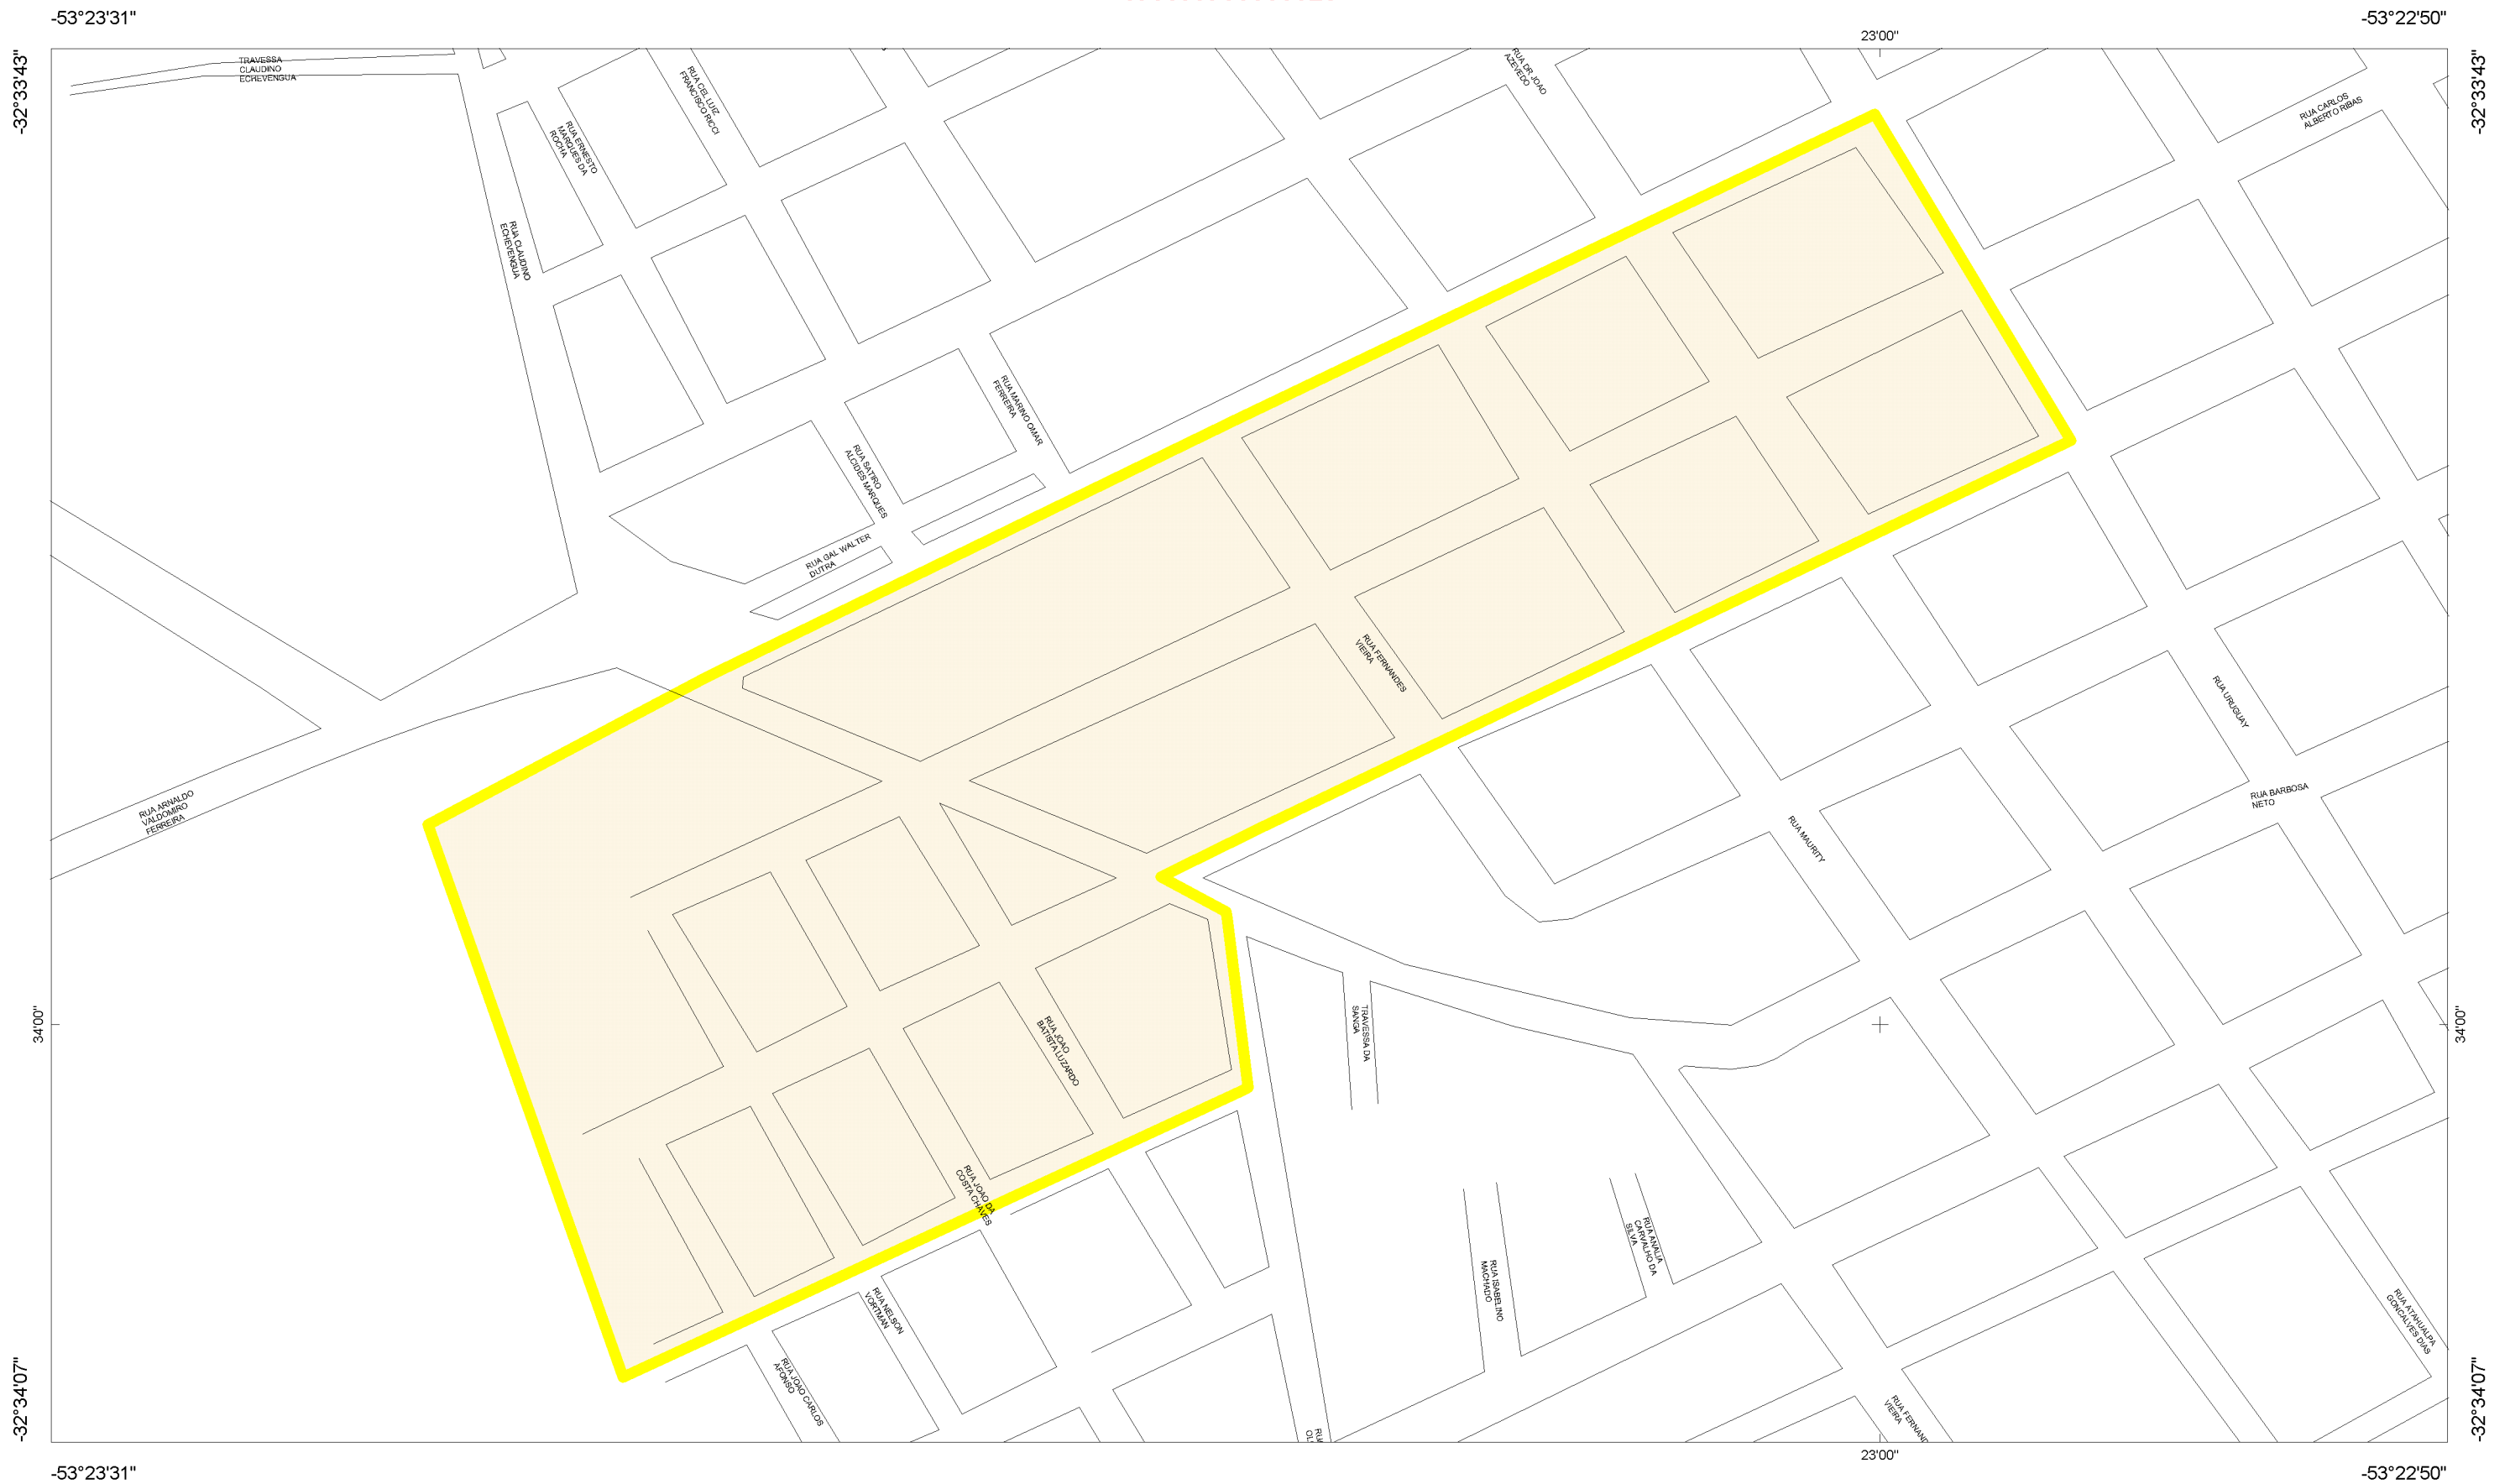 -53°23'31"
-53°22'50"
23'00"
-32°33'43"
-32°33'43"
TRAVESSA
CLAUDINO
ECHEVENGUA
RUA CEL LUIZ
FRANCISCO RICCI
RUA DR JOAO
AZEVEDO
RUA CARLOS
ALBERTO RIBAS
RUA ERNESTO
MARQUES DA
ROCHA
RUA CLAUDINO
ECHEVENGUA
RUA MARINO OMAR
FERREIRA
RUA SATIRO
ALCIDES MARQUES
RUA GAL WALTER
DUTRA
RUA FERNANDES
VIEIRA
RUA URUGUAY
RUA BARBOSA
NETO
RUA ARNALDO
VALDOMIRO
FERREIRA
RUA MAURITY
34'00"
34'00"
TRAVESSA DA
SANGA
RUA JOAO
BATISTA LUZARDO
RUA JOAO DA
COSTA CHAVES
RUA ANALIA
CARVALHO DA
SILVA
RUA ISABELINO
MACHADO
RUA NELSON
VORTMAN
RUA ATAHUALPA
GONCALVES DIAS
RUA JOAO CARLOS
AFONSO
RUA FERNAND
VIEIRA
-32°34'07"
-32°34'07"
23'00"
-53°23'31"
-53°22'50"